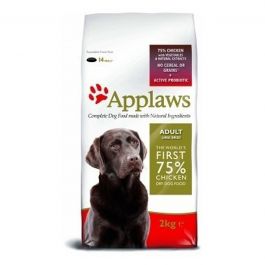 75% CHICKEN
WITH VEGETABLES
& NATURAL EXTRACTS
NO CEREAL OR
GRAINS
+
ACTIVE PROBIOTIC
Applaws
Complete Dog Food made with Natural Ingredients
ADULT
LARGE BREED
THE WORLD'S
FIRST
75%
CHICKEN
DRY DOG FOOD
2kg e